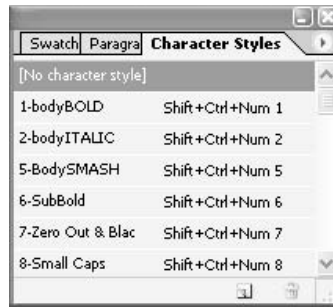 Swatch Paragra Character Styles
[No character style]
1-bodyBOLD Shift+Ctrl+Num 1
2-bodyITALIC Shift+Ctrl+Num 2
5-BodySMASH Shift+Ctrl+Num 5
6-SubBold Shift+Ctrl+Num 6
7-Zero Out & Blac Shift+Ctrl+Num 7
8-Small Caps Shift+Ctrl+Num 8